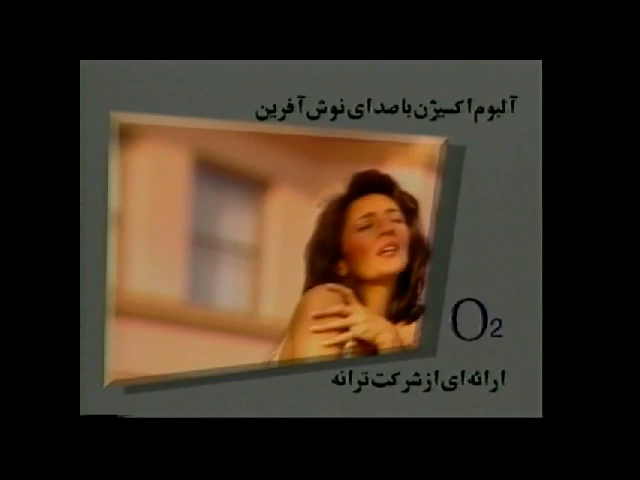 آلبوم اکسیژن با صدای نوش آفرین
O2
ارائه ای از شرکت ترانه